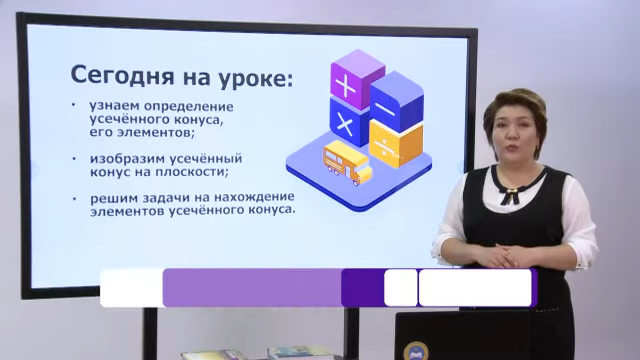 Сегодня на уроке:
• узнаем определение
усечённого конуса,
его элементов;
• изобразим усечённый
конус на плоскости;
• решим задачи на нахождение
элементов усечённого конуса.